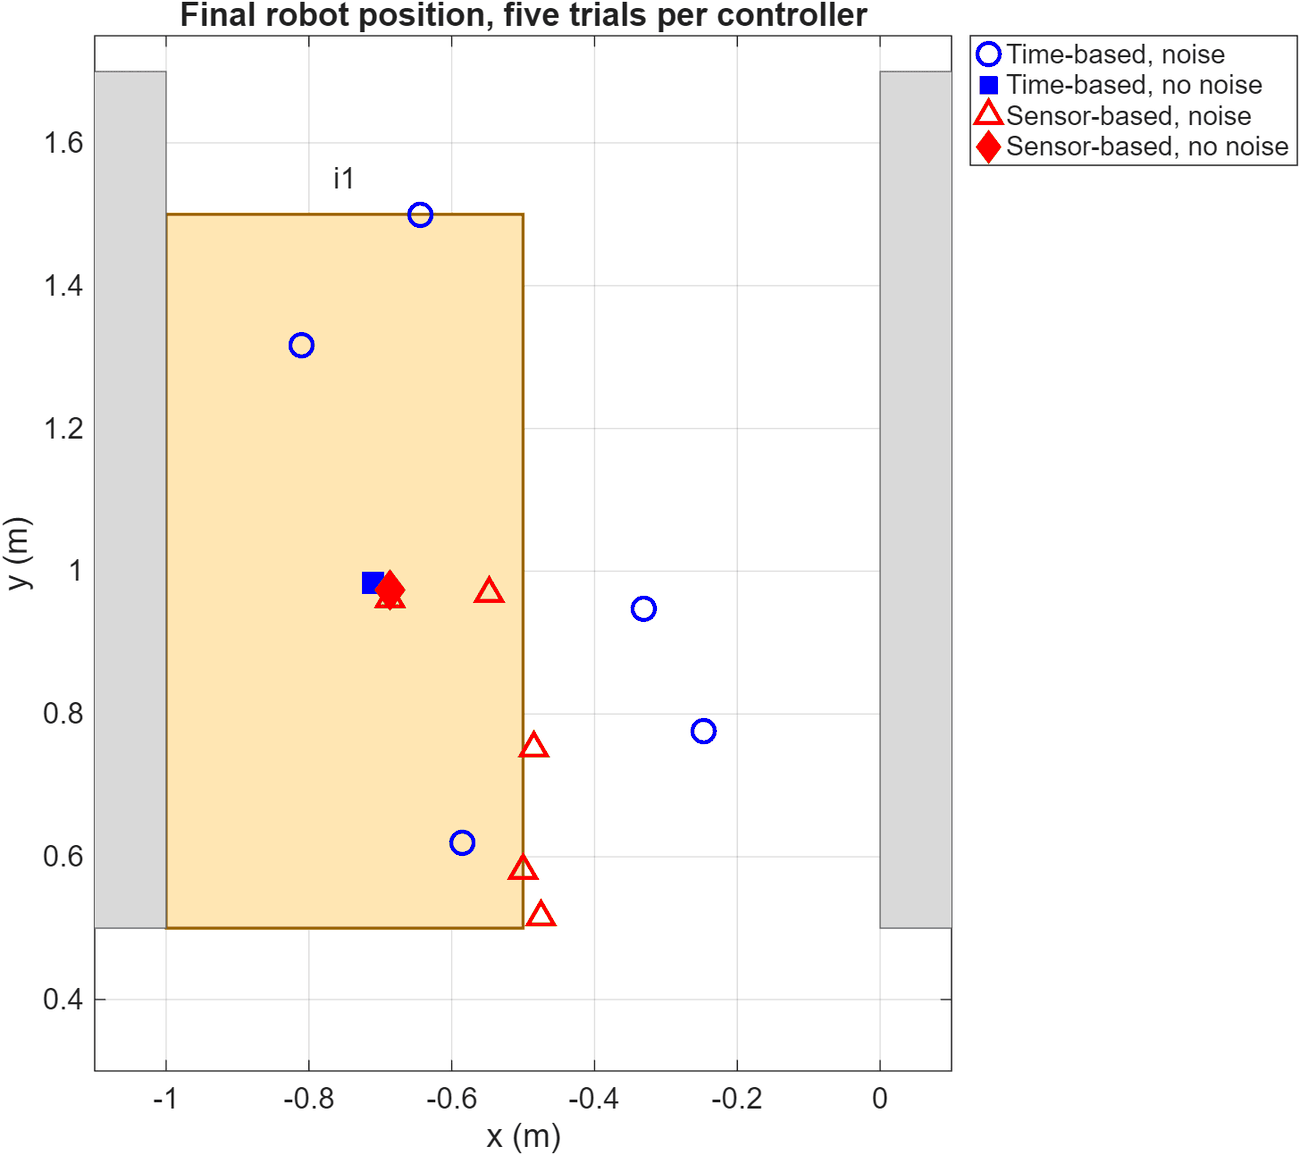 Final robot position, five trials per controller
Time-based, noise
Time-based, no noise
Sensor-based, noise
Sensor-based, no noise
i1
y (m)
1.6
1.4
1.2
1
0.8
0.6
0.4
-1 -0.8 -0.6 -0.4 -0.2 0
x (m)